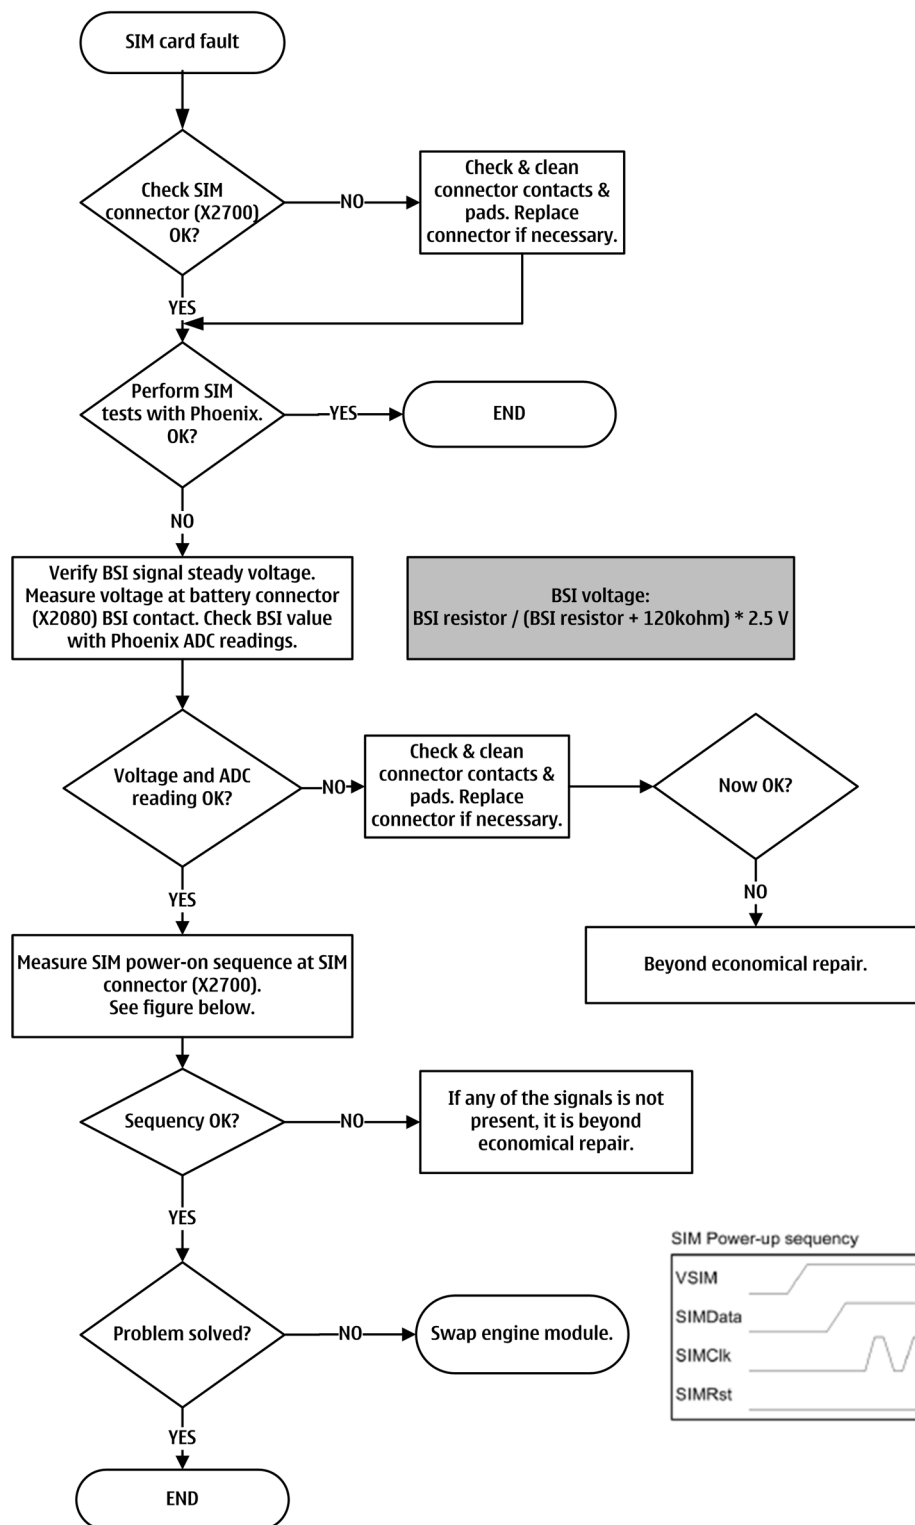 SIM card fault
Check SIM
connector (X2700)
OK?
NO
Check & clean
connector contacts &
pads. Replace
connector if necessary.
YES
Perform SIM
tests with Phoenix.
OK?
YES
END
NO
Verify BSI signal steady voltage.
Measure voltage at battery connector
(X2080) BSI contact. Check BSI value
with Phoenix ADC readings.
BSI voltage:
BSI resistor / (BSI resistor + 120kohm) * 2.5 V
Voltage and ADC
reading OK?
NO
Check & clean
connector contacts &
pads. Replace
connector if necessary.
Now OK?
NO
Beyond economical repair.
YES
Measure SIM power-on sequence at SIM
connector (X2700).
See figure below.
Sequency OK?
NO
If any of the signals is not
present, it is beyond
economical repair.
YES
SIM Power-up sequency
VSIM
SIMData
SIMClk
SIMRst
Problem solved?
NO
Swap engine module.
YES
END